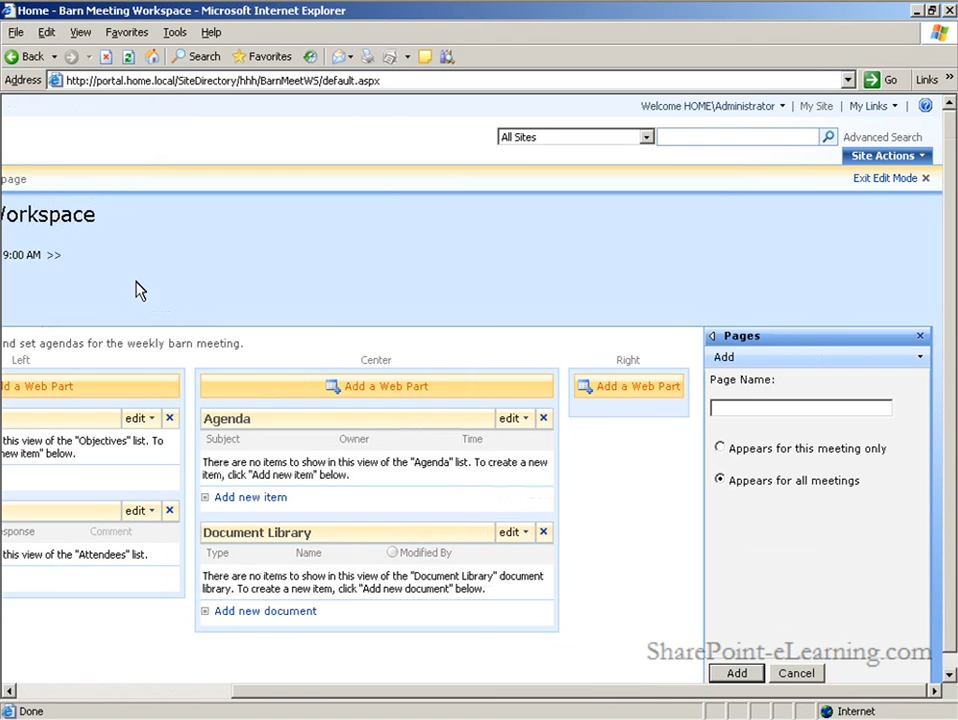 Home - Barn Meeting Workspace - Microsoft Internet Explorer
File Edit View Favorites Tools Help
Back Search Favorites
Address http://portal.home.local/SiteDirectory/hhh/BarnMeetWS/default.aspx Go Links »
Welcome HOME\Administrator | My Site | My Links |
All Sites Advanced Search
Site Actions
page Exit Edit Mode ×
orkspace
9:00 AM >>
nd set agendas for the weekly barn meeting.
Left Center Right
dd a Web Part Add a Web Part Add a Web Part
Pages
Add
Page Name:
Appears for this meeting only
Appears for all meetings
edit
this view of the "Objectives" list. To
new item" below.
edit
sponse Comment
this view of the "Attendees" list.
Agenda edit
Subject Owner Time
There are no items to show in this view of the "Agenda" list. To create a new
item, click "Add new item" below.
Add new item
Document Library edit
Type Name Modified By
There are no items to show in this view of the "Document Library" document
library. To create a new item, click "Add new document" below.
Add new document
SharePoint-eLearning.com
Add Cancel
Done Internet